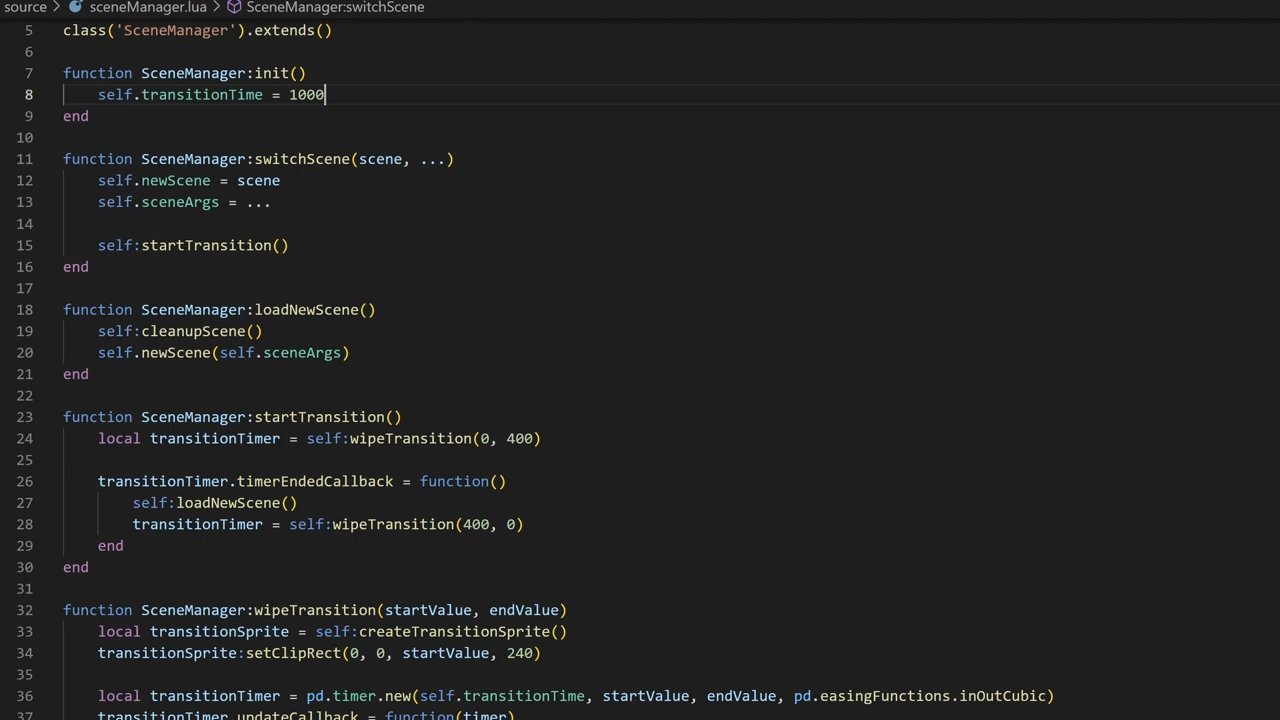 source > sceneManager.lua > SceneManager:switchScene
5 class('SceneManager').extends()
6
7 function SceneManager:init()
8 self.transitionTime = 1000
9 end
10
11 function SceneManager:switchScene(scene, ...)
12 self.newScene = scene
13 self.sceneArgs = ...
14
15 self:startTransition()
16 end
17
18 function SceneManager:loadNewScene()
19 self:cleanupScene()
20 self.newScene(self.sceneArgs)
21 end
22
23 function SceneManager:startTransition()
24 local transitionTimer = self:wipeTransition(0, 400)
25
26 transitionTimer.timerEndedCallback = function()
27 self:loadNewScene()
28 transitionTimer = self:wipeTransition(400, 0)
29 end
30 end
31
32 function SceneManager:wipeTransition(startValue, endValue)
33 local transitionSprite = self:createTransitionSprite()
34 transitionSprite:setClipRect(0, 0, startValue, 240)
35
36 local transitionTimer = pd.timer.new(self.transitionTime, startValue, endValue, pd.easingFunctions.inOutCubic)
37 transitionTimer.updateCallback = function(timer)